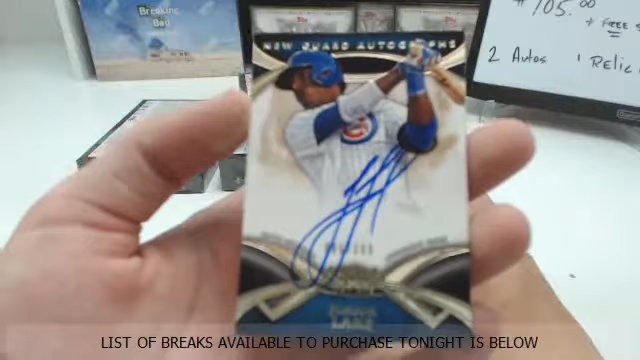 Breaking
Bad
105.00
+ FREE
2 Autos 1 Relic
NEW GUARD AUTOGRAPHS
LIST OF BREAKS AVAILABLE TO PURCHASE TONIGHT IS BELOW